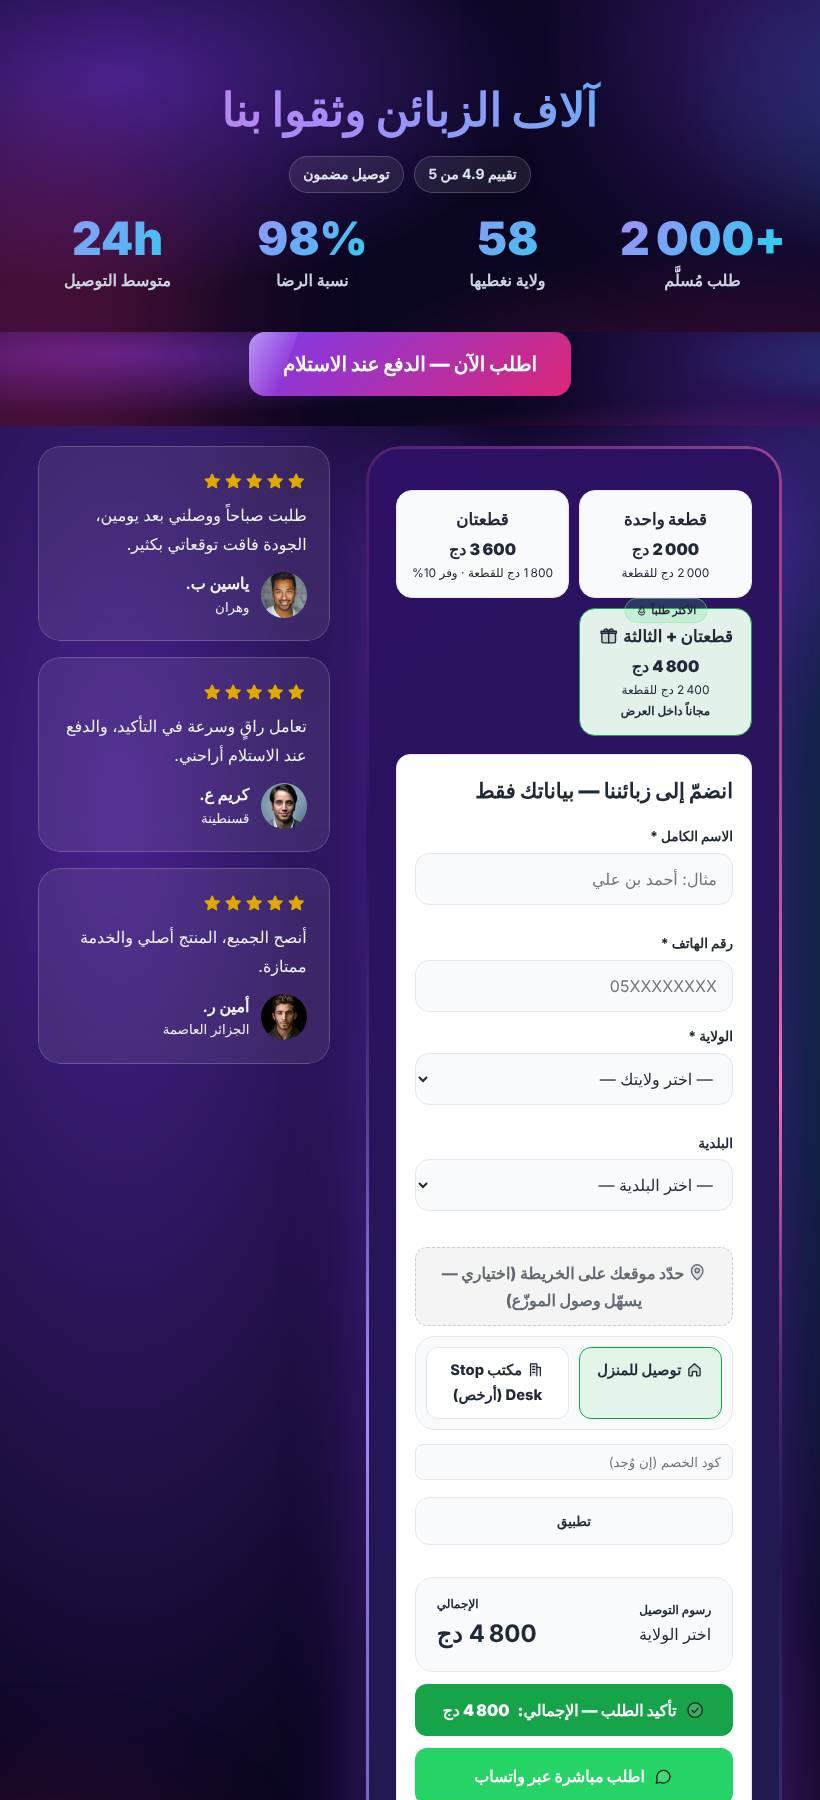 آلاف الزبائن وثقوا بنا
تقييم 4.9 من 5
توصيل مضمون
2 000+
طلب مُسلَّم
58
ولاية نغطيها
98%
نسبة الرضا
24h
متوسط التوصيل
اطلب الآن — الدفع عند الاستلام
قطعة واحدة
2 000 دج
2 000 دج للقطعة
قطعتان
3 600 دج
1 800 دج للقطعة · وفر 10%
الأكثر طلباً
قطعتان + الثالثة
4 800 دج
2 400 دج للقطعة
مجاناً داخل العرض
انضمّ إلى زبائننا — بياناتك فقط
الاسم الكامل *
مثال: أحمد بن علي
رقم الهاتف *
05XXXXXXXX
الولاية *
— اختر ولايتك —
البلدية
— اختر البلدية —
حدّد موقعك على الخريطة (اختياري —
يسهّل وصول الموزّع)
توصيل للمنزل
مكتب Stop
Desk (أرخص)
كود الخصم (إن وُجد)
تطبيق
رسوم التوصيل
اختر الولاية
الإجمالي
4 800 دج
تأكيد الطلب — الإجمالي: 4 800 دج
اطلب مباشرة عبر واتساب
طلبت صباحاً ووصلني بعد يومين،
الجودة فاقت توقعاتي بكثير.
ياسين ب.
وهران
تعامل راقٍ وسرعة في التأكيد، والدفع
عند الاستلام أراحني.
كريم ع.
قسنطينة
أنصح الجميع، المنتج أصلي والخدمة
ممتازة.
أمين ر.
الجزائر العاصمة